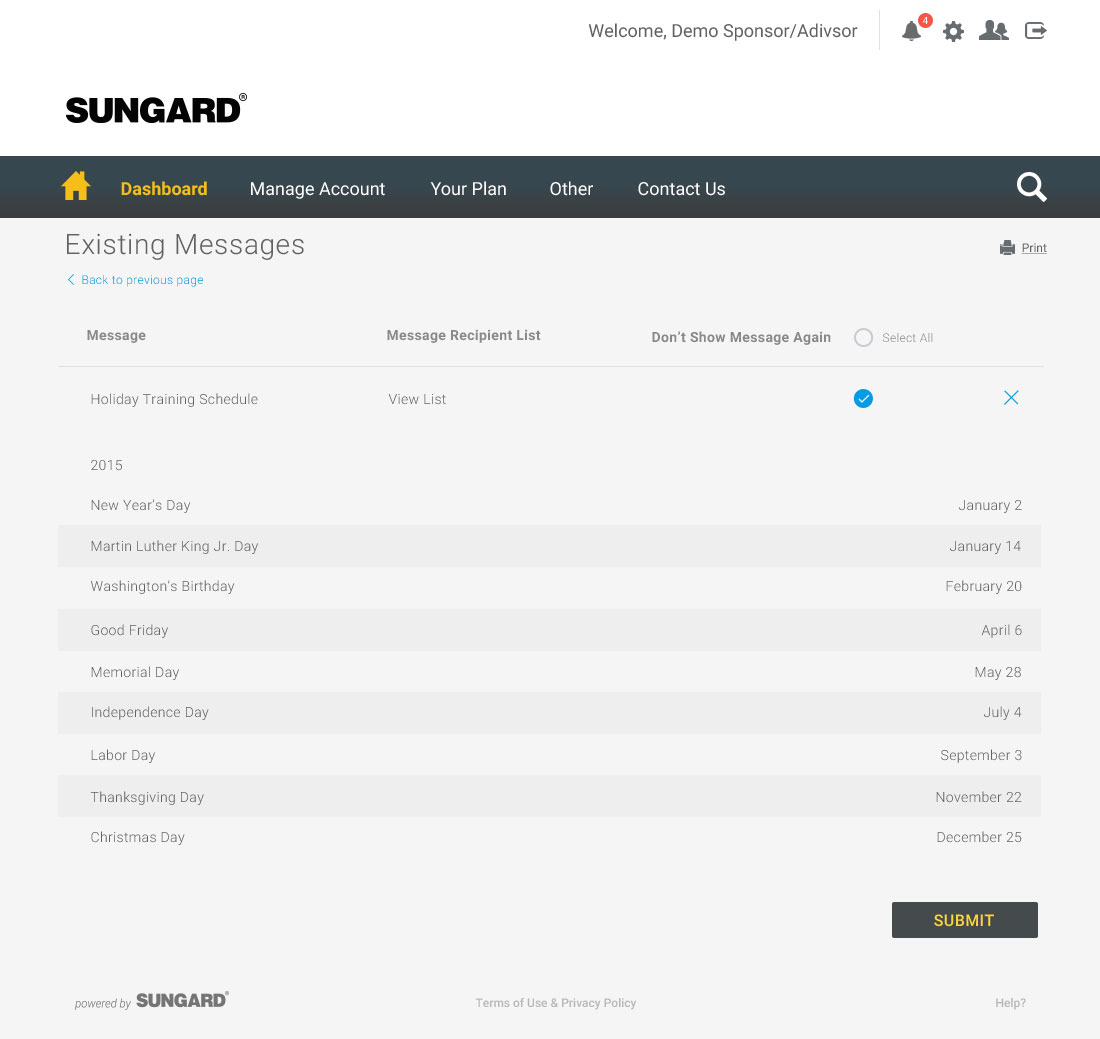 Welcome, Demo Sponsor/Adivsor
4
SUNGARD®
Dashboard Manage Account Your Plan Other Contact Us
Existing Messages
Print
Back to previous page
Message Message Recipient List Don't Show Message Again Select All
Holiday Training Schedule View List
2015
New Year's Day January 2
Martin Luther King Jr. Day January 14
Washington's Birthday February 20
Good Friday April 6
Memorial Day May 28
Independence Day July 4
Labor Day September 3
Thanksgiving Day November 22
Christmas Day December 25
SUBMIT
powered by SUNGARD® Terms of Use & Privacy Policy Help?